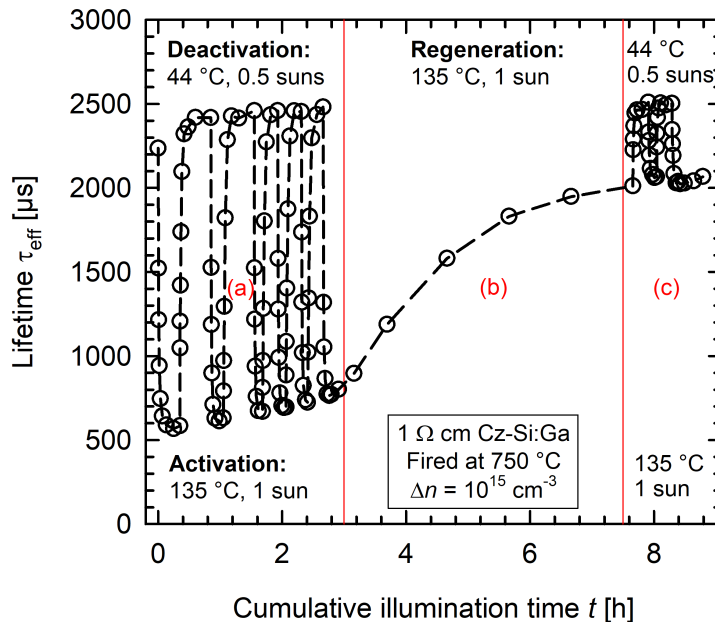 Lifetime τeff [µs]
3000
2500
2000
1500
1000
500
0
Deactivation:
44 °C, 0.5 suns
Regeneration:
135 °C, 1 sun
44 °C
0.5 suns
(a)
(b)
(c)
Activation:
135 °C, 1 sun
1 Ω cm Cz-Si:Ga
Fired at 750 °C
Δn = 10¹⁵ cm⁻³
135 °C
1 sun
0 2 4 6 8
Cumulative illumination time t [h]